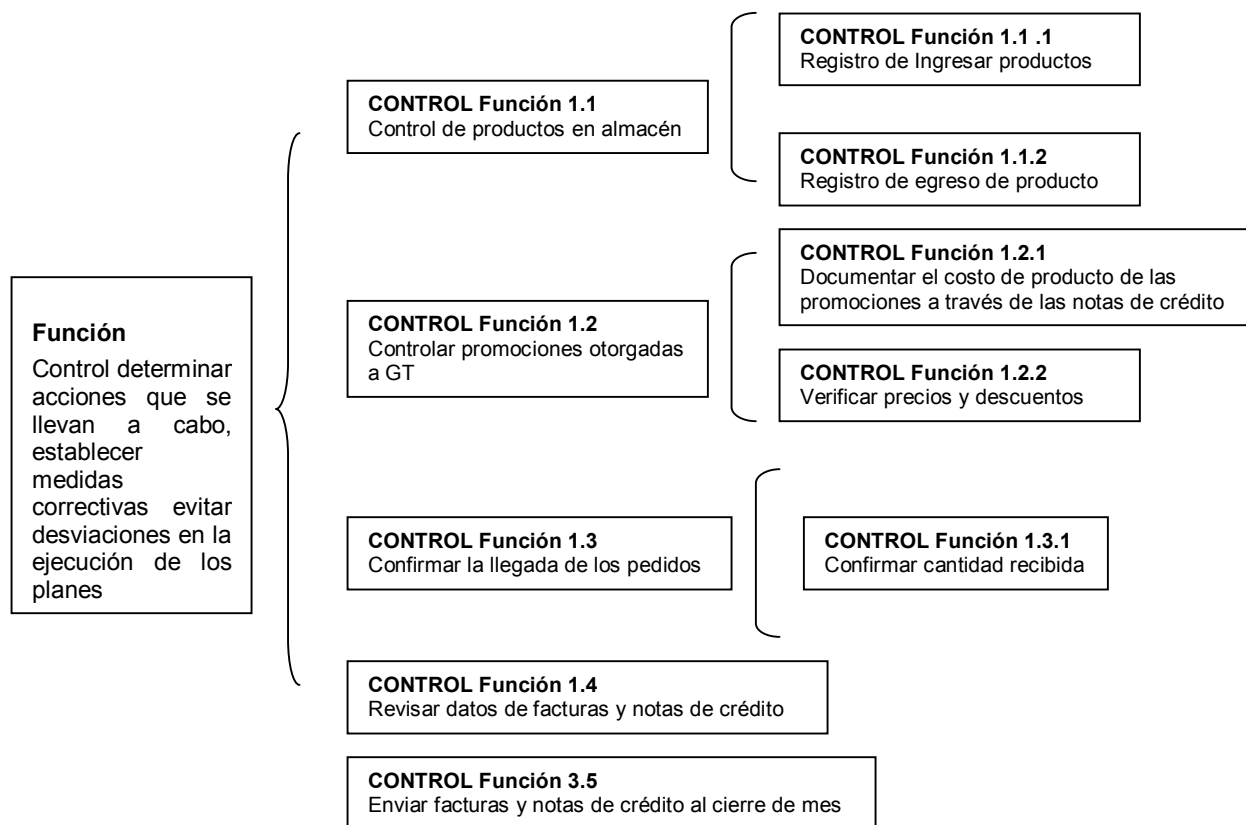 Función
Control determinar
acciones que se
llevan a cabo,
establecer
medidas
correctivas evitar
desviaciones en la
ejecución de los
planes
CONTROL Función 1.1
Control de productos en almacén
CONTROL Función 1.1 .1
Registro de Ingresar productos
CONTROL Función 1.1.2
Registro de egreso de producto
CONTROL Función 1.2
Controlar promociones otorgadas
a GT
CONTROL Función 1.2.1
Documentar el costo de producto de las
promociones a través de las notas de crédito
CONTROL Función 1.2.2
Verificar precios y descuentos
CONTROL Función 1.3
Confirmar la llegada de los pedidos
CONTROL Función 1.3.1
Confirmar cantidad recibida
CONTROL Función 1.4
Revisar datos de facturas y notas de crédito
CONTROL Función 3.5
Enviar facturas y notas de crédito al cierre de mes